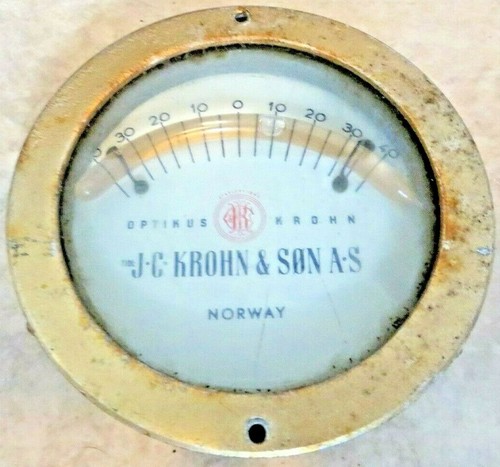 30 20 10 0 10 20 30 40
OPTIKUS KROHN
J·C· KROHN & SØN A·S
NORWAY